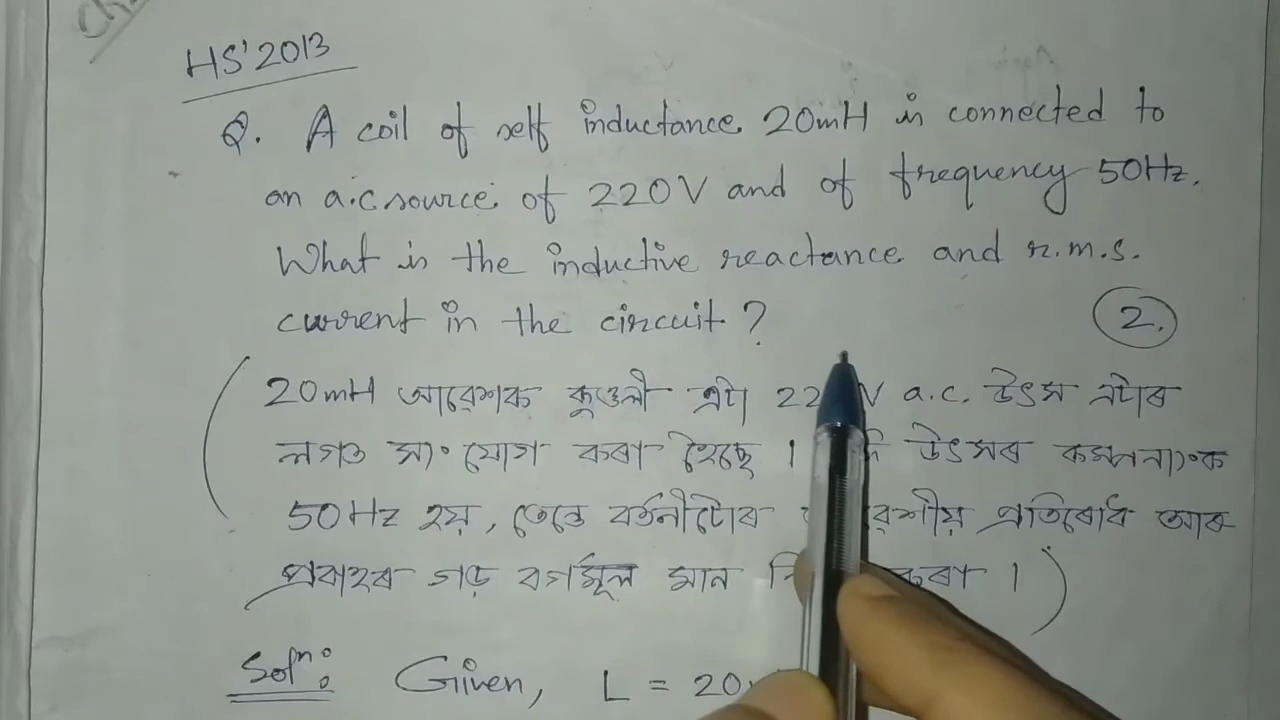 HS'2013
Q. A coil of self inductance 20mH is connected to
an a.c source of 220V and of frequency 50Hz.
What is the inductive reactance and r.m.s.
current in the circuit? 2.
(20mH আৱেশক কুণ্ডলী এটা 22 V a.c. উৎস এটাৰ
লগত সংযোগ কৰা হৈছে । উৎসৰ কম্পনাংক
50Hz হয়, তেন্তে বৰ্তনীটোৰ প্ৰতিৰোধ আৰু
প্ৰবাহৰ গড় বৰ্গমূল মান কৰা ।)
Solⁿ: Given, L = 20